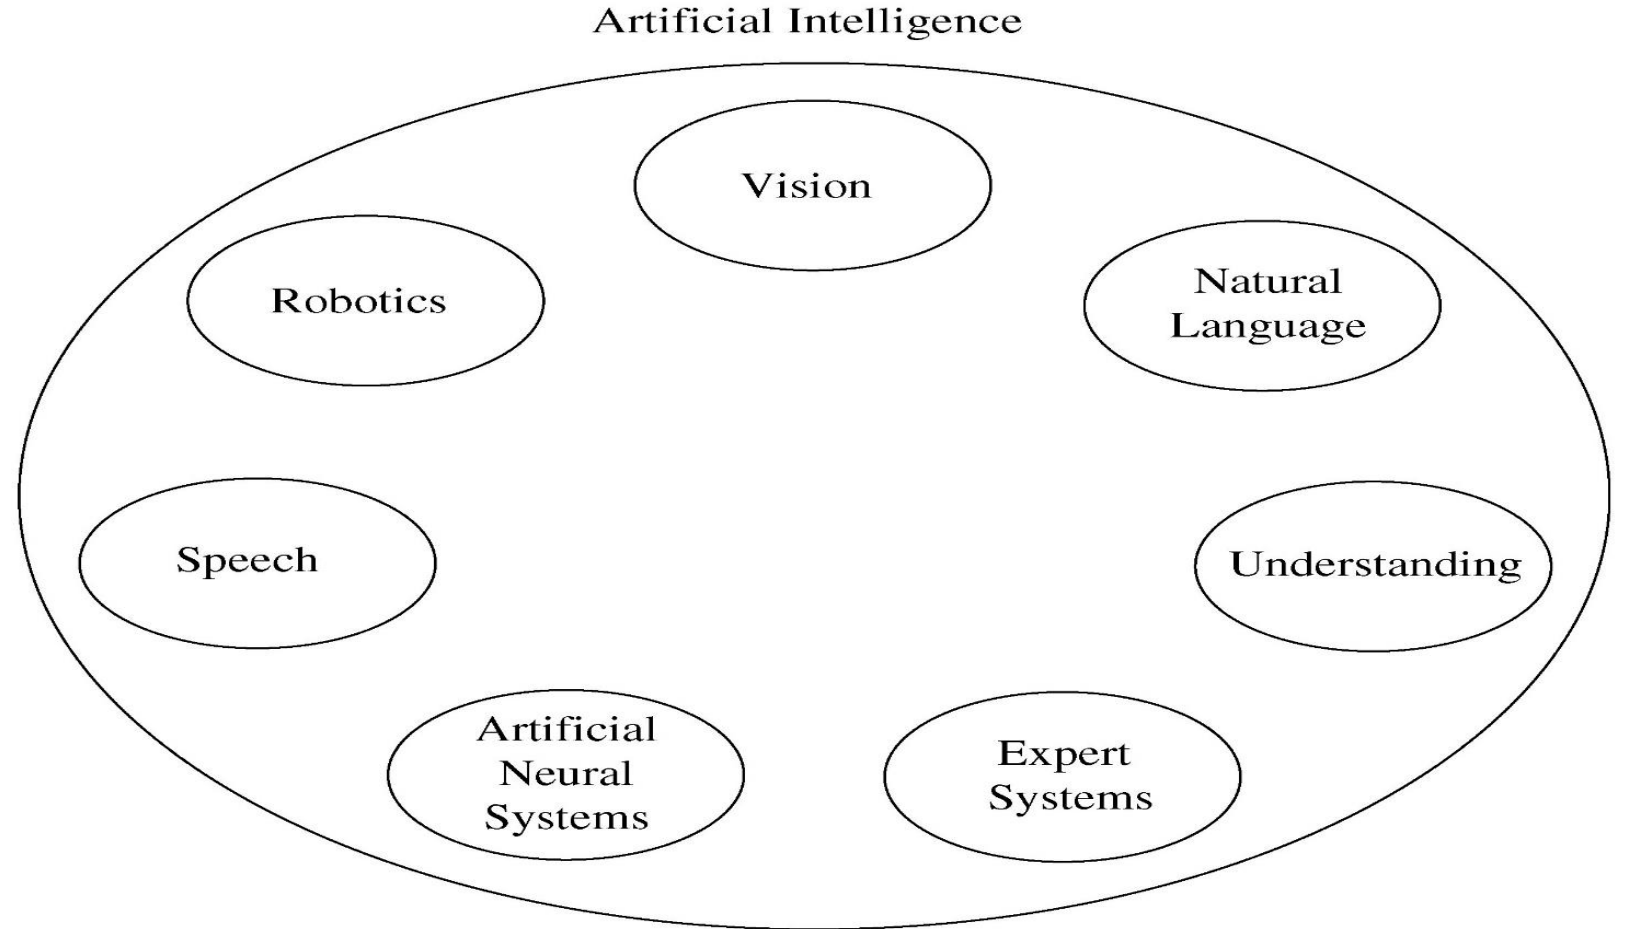 Artificial Intelligence
Vision
Robotics
Natural
Language
Speech
Understanding
Artificial
Neural
Systems
Expert
Systems